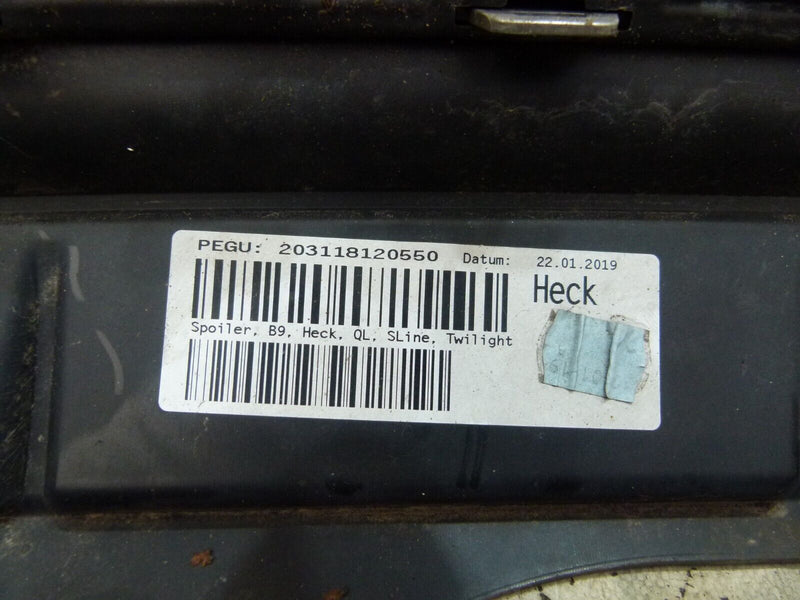 PEGU: 203118120550 Datum: 22.01.2019
Heck
Spoiler, B9, Heck, QL, SLine, Twilight